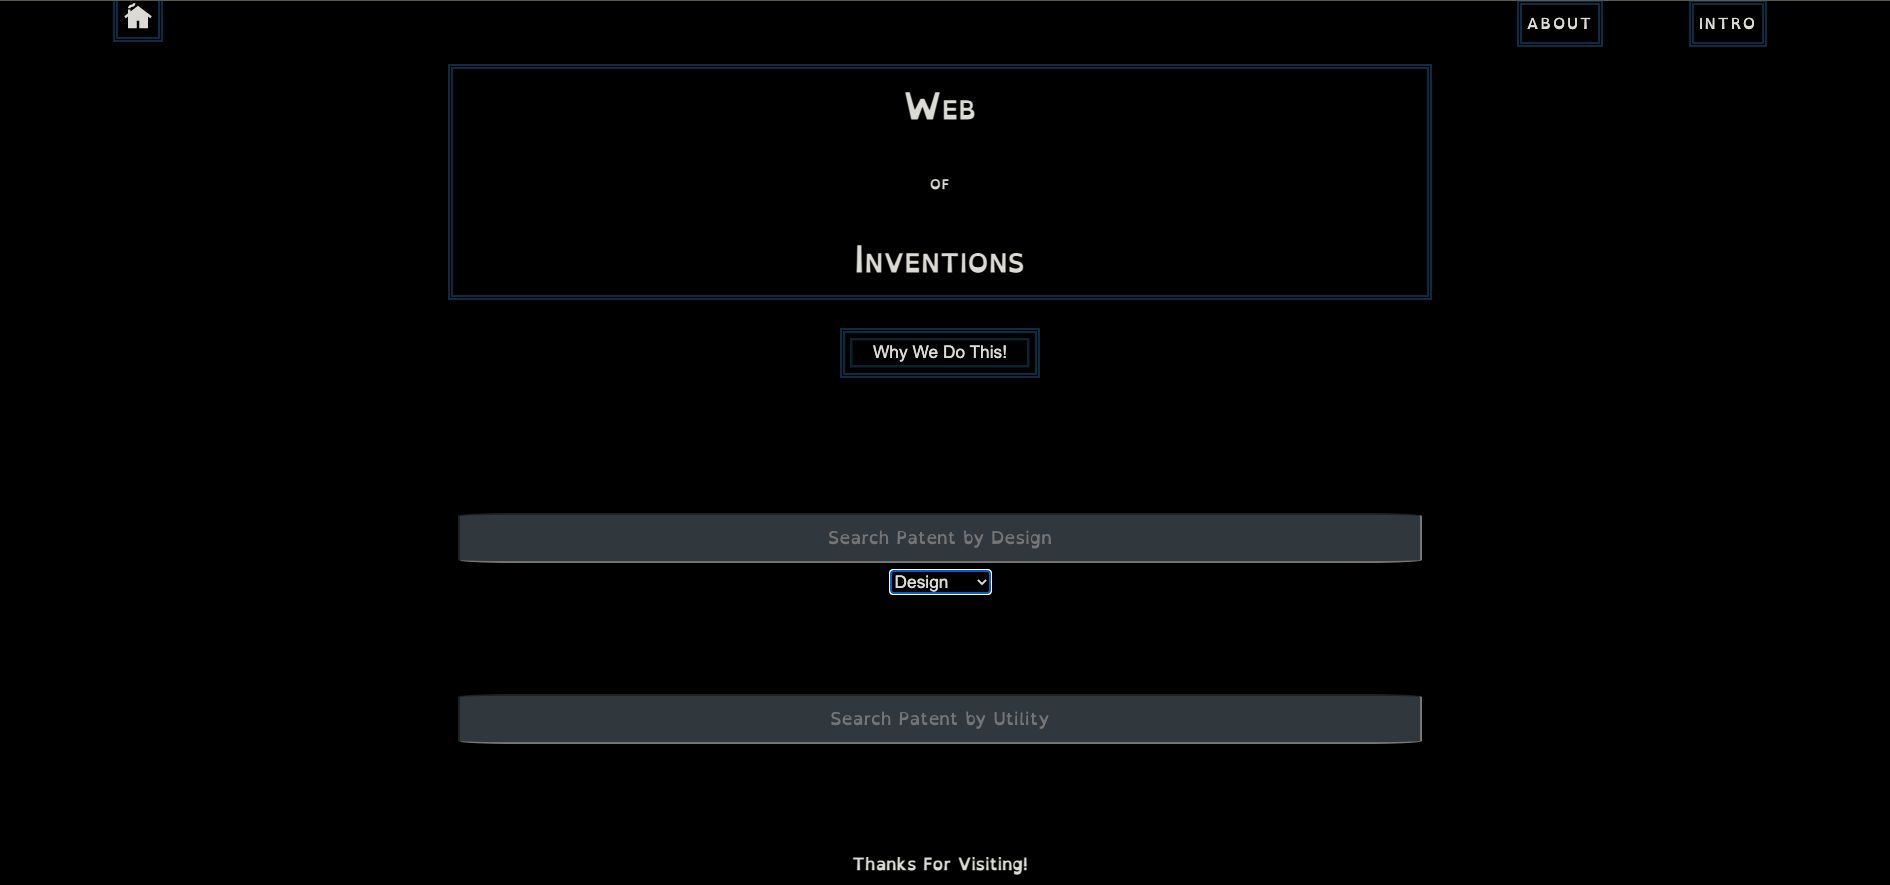 ABOUT
INTRO
Web
of
Inventions
Why We Do This!
Search Patent by Design
Design
Search Patent by Utility
Thanks For Visiting!